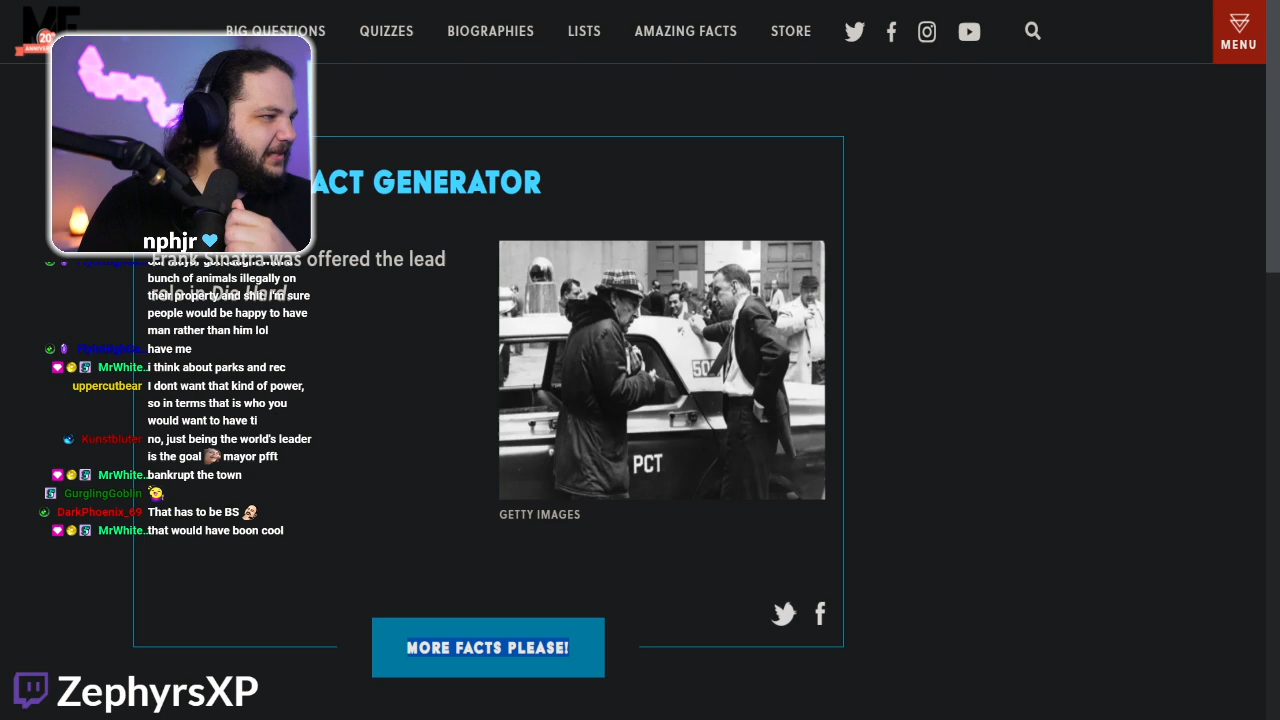 MF
20
BIG QUESTIONS
QUIZZES
BIOGRAPHIES
LISTS
AMAZING FACTS
STORE
MENU
ACT GENERATOR
nphjr
Frank Sinatra was offered the lead
role in Die Hard
bunch of animals illegally on
their property and shit. I'm sure
people would be happy to have
man rather than him lol
have me
MrWhite.. i think about parks and rec
uppercutbear I dont want that kind of power,
so in terms that is who you
would want to have ti
Kunstbluter no, just being the world's leader
is the goal mayor pfft
MrWhite.. bankrupt the town
GurglingGoblin
DarkPhoenix_69 That has to be BS
MrWhite.. that would have boon cool
PCT
GETTY IMAGES
MORE FACTS PLEASE!
ZephyrsXP